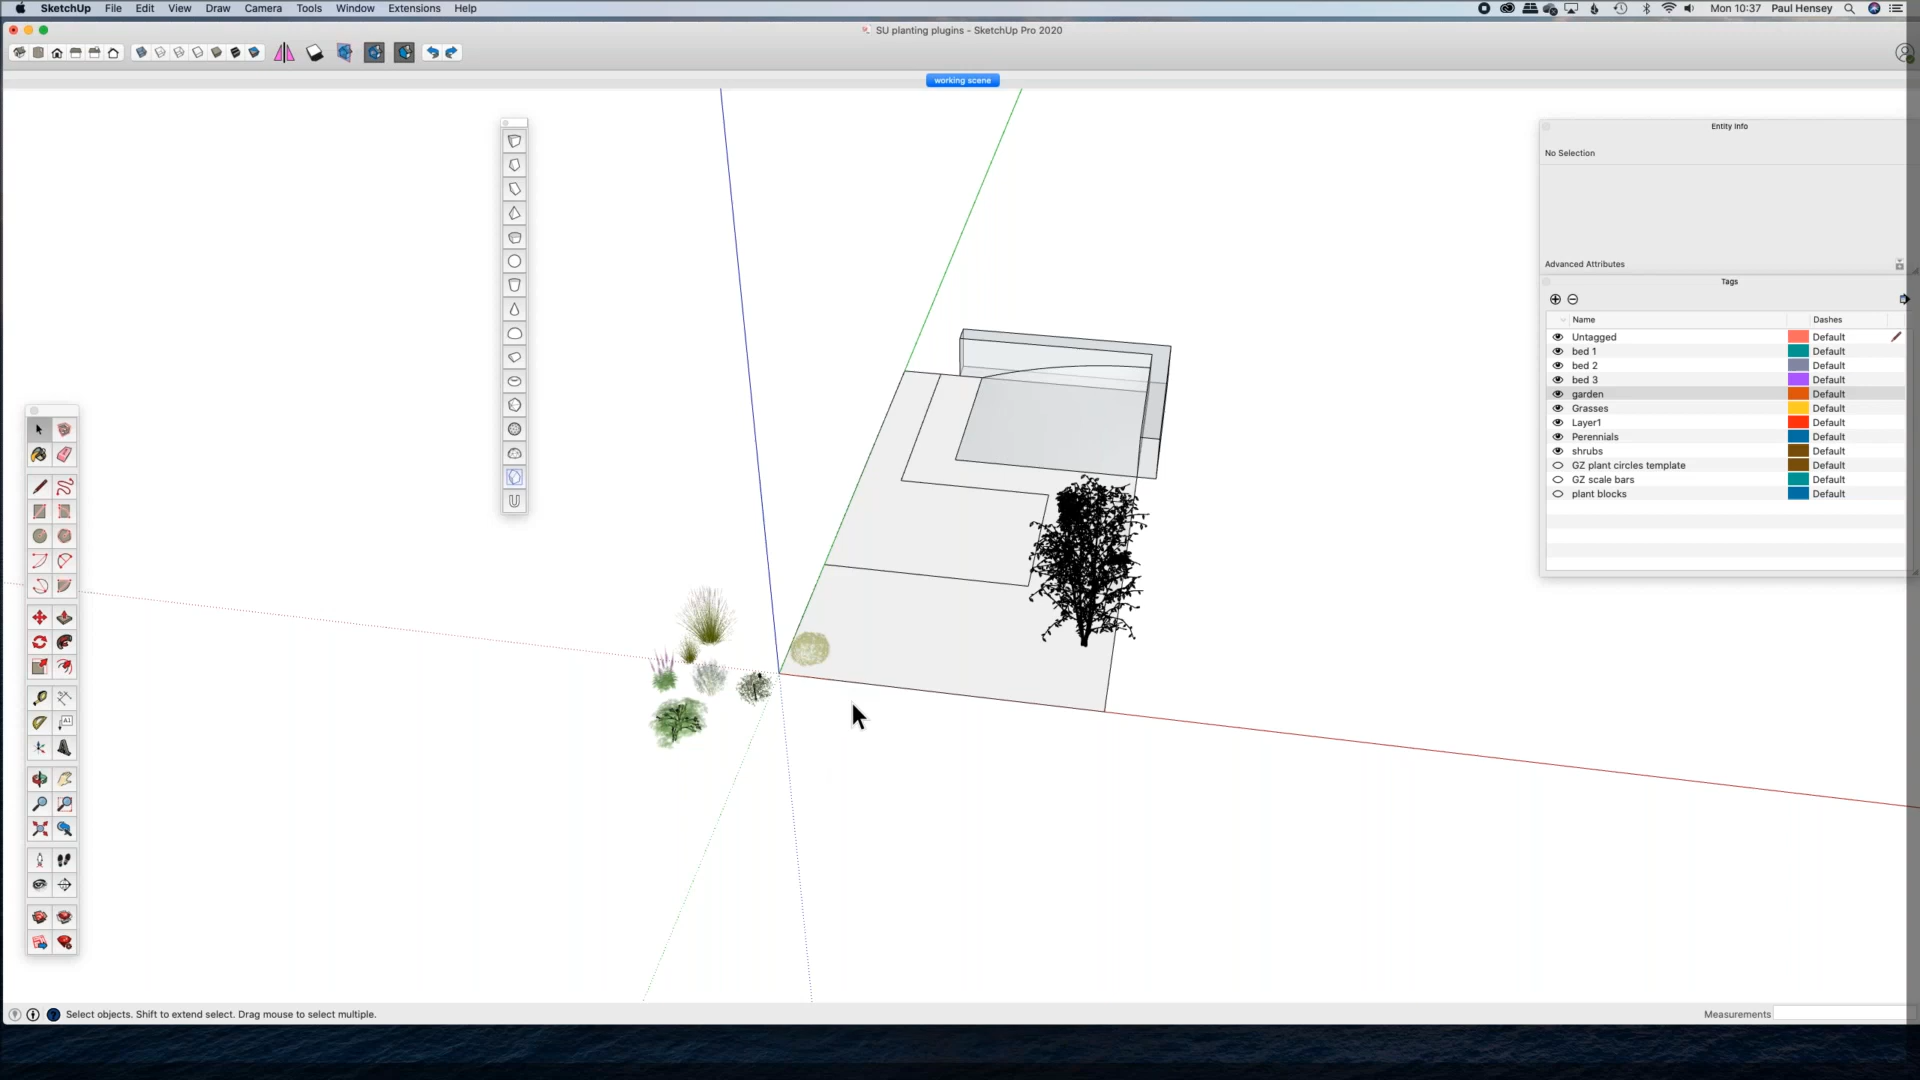 SketchUp File Edit View Draw Camera Tools Window Extensions Help
Mon 10:37 Paul Hensey
SU planting plugins - SketchUp Pro 2020
working scene
Entity Info
No Selection
Advanced Attributes
Tags
Name Dashes
Untagged Default
bed 1 Default
bed 2 Default
bed 3 Default
garden Default
Grasses Default
Layer1 Default
Perennials Default
shrubs Default
GZ plant circles template Default
GZ scale bars Default
plant blocks Default
A1
Select objects. Shift to extend select. Drag mouse to select multiple.
Measurements